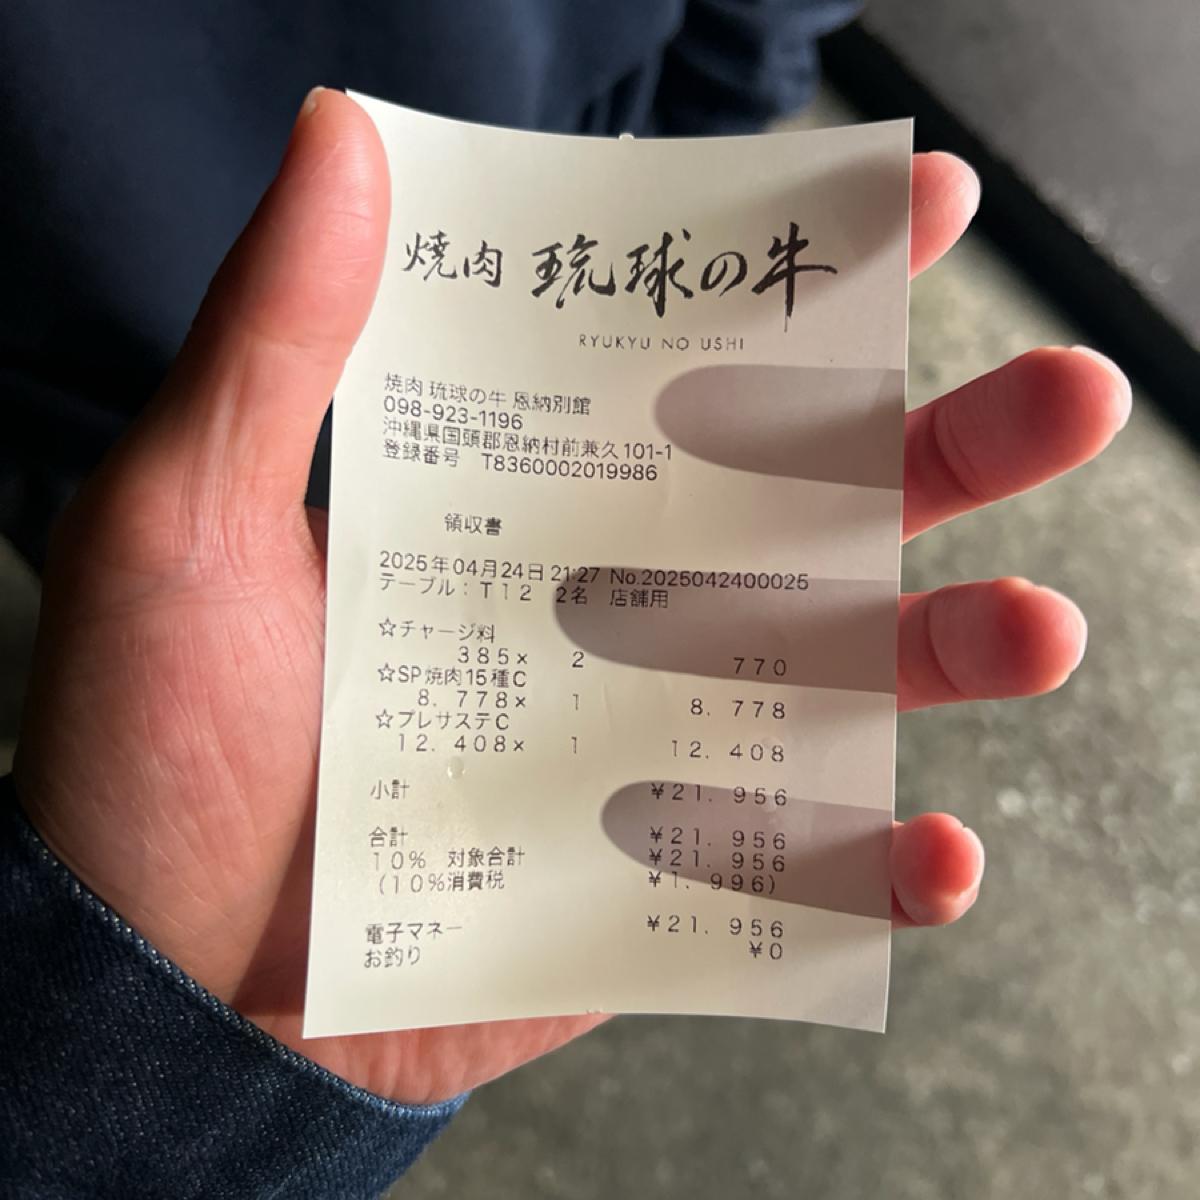 焼肉 琉球の牛
RYUKYU NO USHI
焼肉 琉球の牛 恩納別館
098-923-1196
沖縄県国頭郡恩納村前兼久101-1
登録番号 T8360002019986
領収書
2025年04月24日 21:27 No.2025042400025
テーブル：T12 2名 店舗用
☆チャージ料
385× 2 770
☆SP焼肉15種C
8.778× 1 8.778
☆プレサステC
12.408× 1 12.408
小計 ¥21.956
合計 ¥21.956
10% 対象合計 ¥21.956
(10%消費税 ¥1.996)
電子マネー ¥21.956
お釣り ¥0